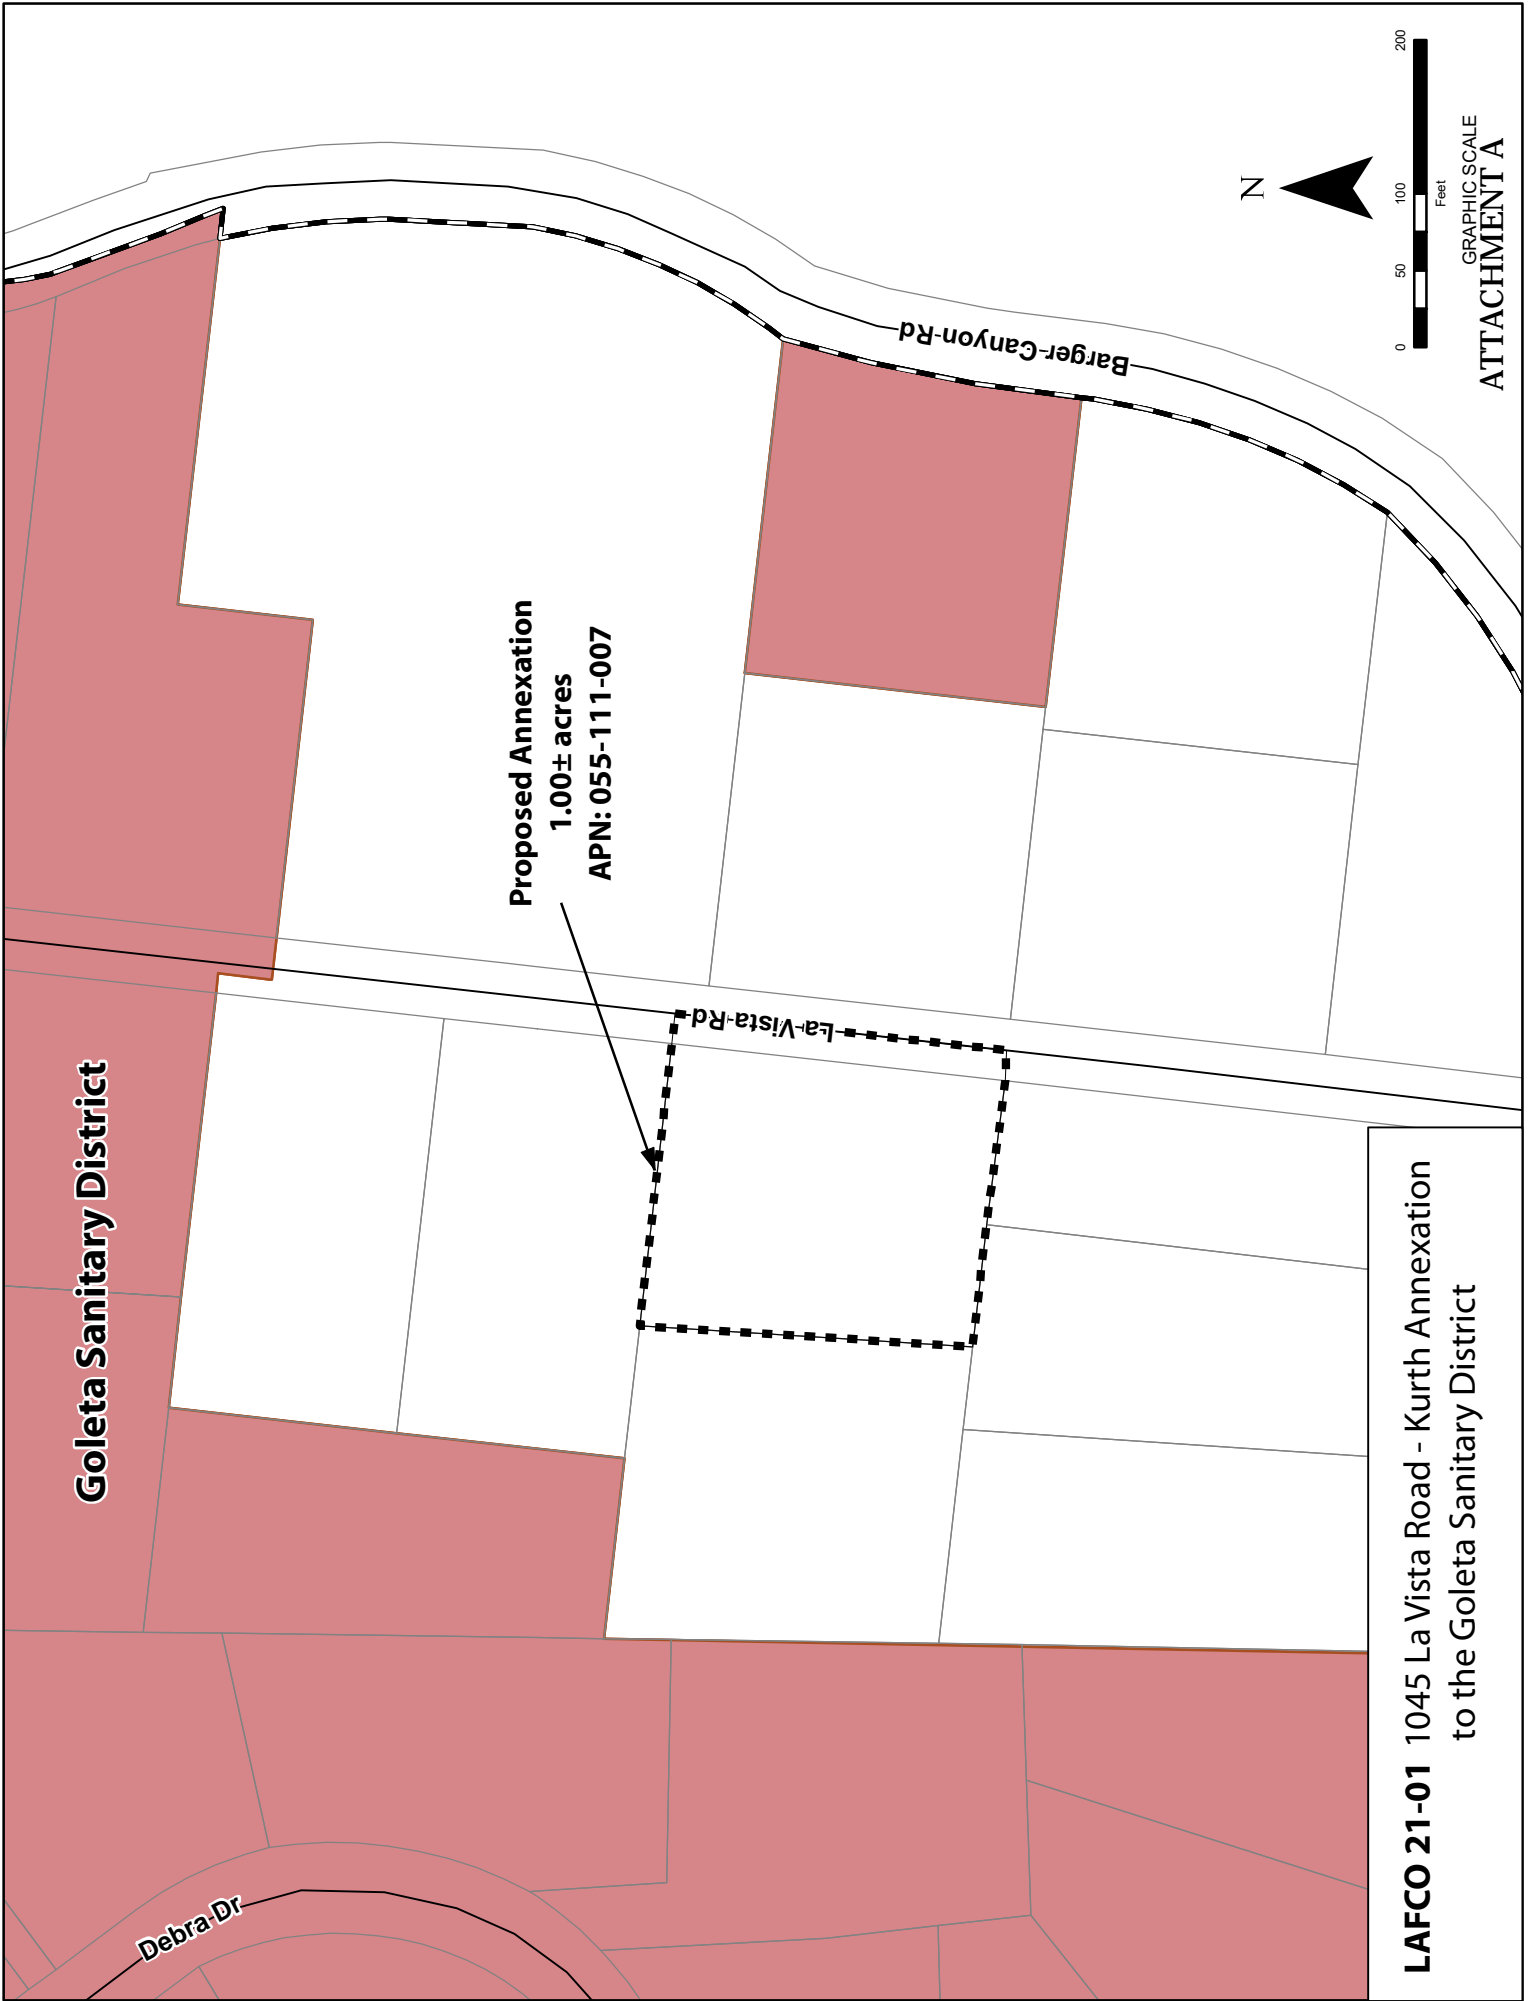 Goleta Sanitary District
Proposed Annexation
1.00± acres
APN: 055-111-007
La Vista Rd
Barger Canyon Rd
Debra Dr
N
0 50 100 200
Feet
GRAPHIC SCALE
ATTACHMENT A
LAFCO 21-01 1045 La Vista Road - Kurth Annexation
to the Goleta Sanitary District